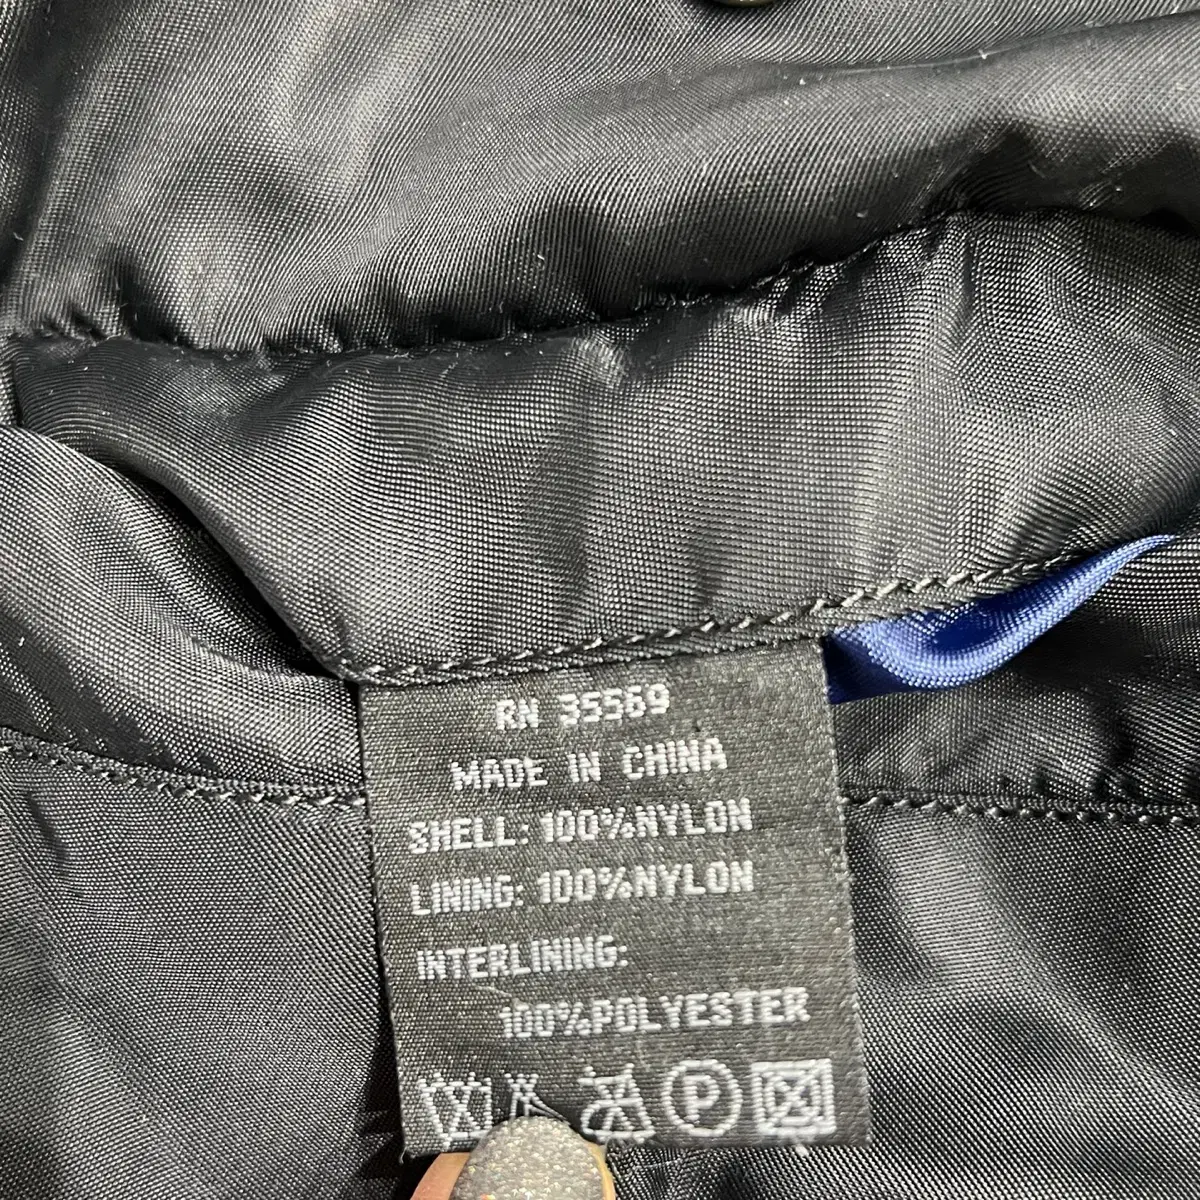 RN 35569
MADE IN CHINA
SHELL: 100%NYLON
LINING: 100%NYLON
INTERLINING:
100%POLYESTER
P